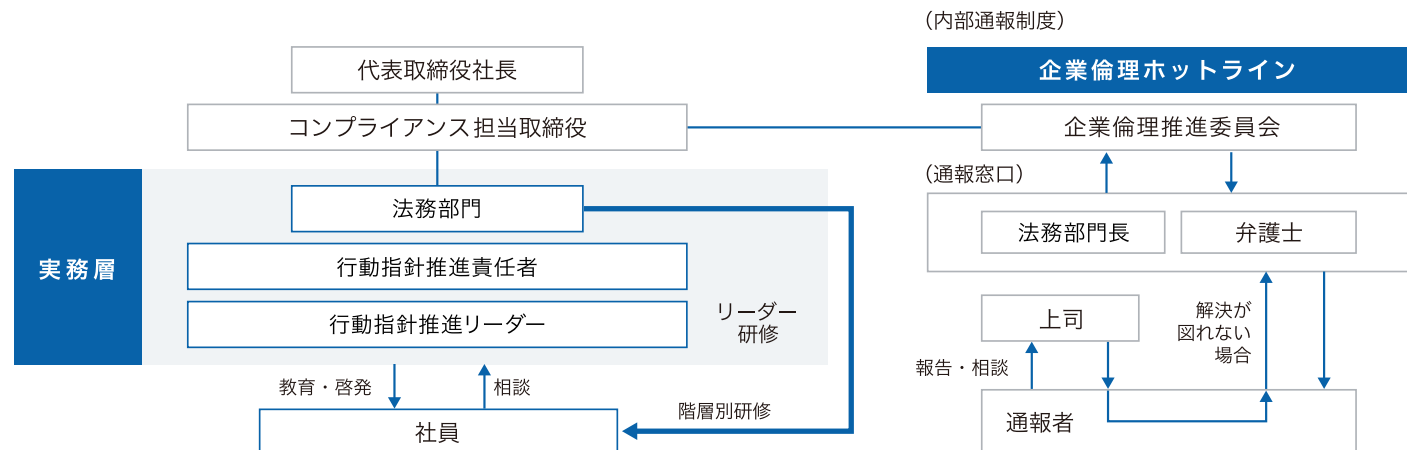 (内部通報制度)
企業倫理ホットライン
代表取締役社長
コンプライアンス担当取締役
企業倫理推進委員会
(通報窓口)
法務部門
法務部門長
弁護士
実務層
行動指針推進責任者
行動指針推進リーダー
リーダー
研修
上司
解決が
図れない
場合
報告・相談
教育・啓発
相談
階層別研修
社員
通報者